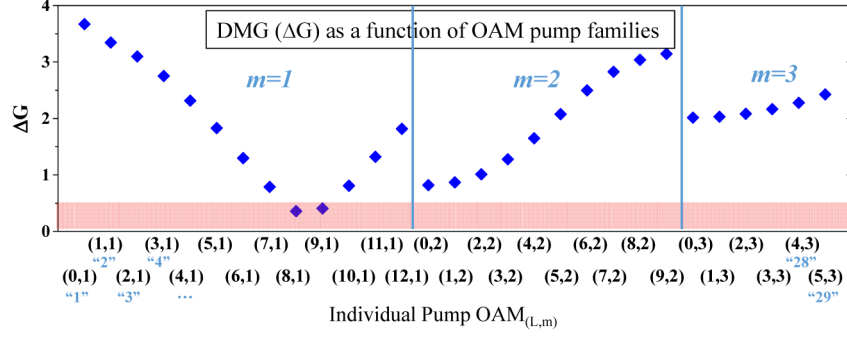 DMG (ΔG) as a function of OAM pump families
m=1
m=2
m=3
ΔG
4
3
2
1
0
(1,1) (3,1) (5,1) (7,1) (9,1) (11,1) (0,2) (2,2) (4,2) (6,2) (8,2) (0,3) (2,3) (4,3)
“2” “4” “28”
(0,1) (2,1) (4,1) (6,1) (8,1) (10,1) (12,1) (1,2) (3,2) (5,2) (7,2) (9,2) (1,3) (3,3) (5,3)
“1” “3” ... “29”
Individual Pump OAM(L,m)